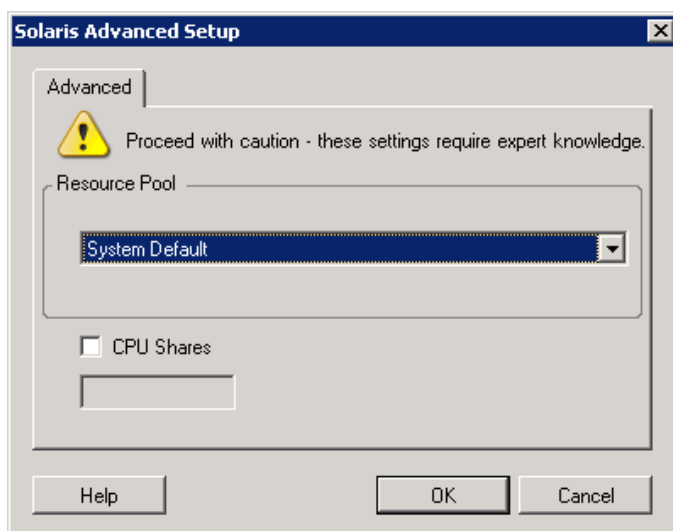 Solaris Advanced Setup
Advanced
Proceed with caution - these settings require expert knowledge.
Resource Pool
System Default
CPU Shares
Help
OK
Cancel